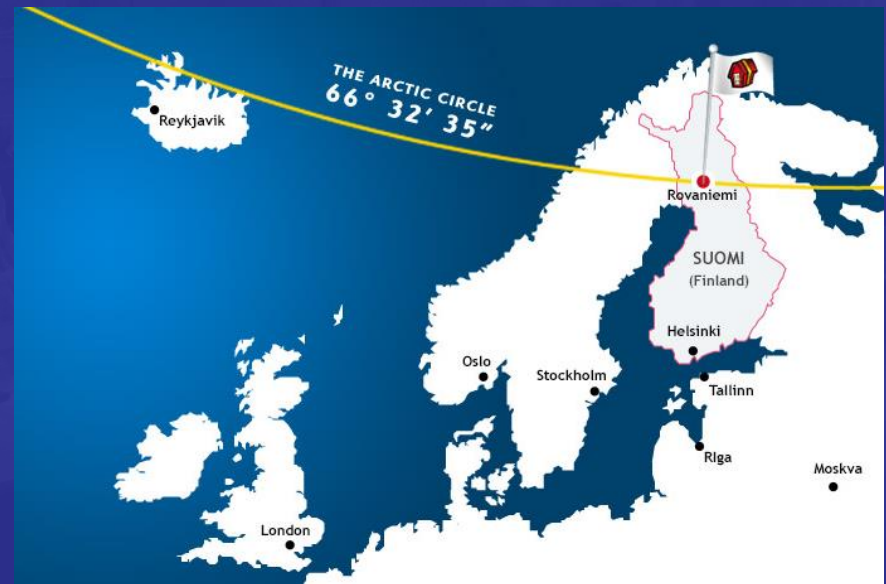 THE ARCTIC CIRCLE
66° 32′ 35″
Reykjavik
Rovaniemi
SUOMI
(Finland)
Helsinki
Oslo
Stockholm
Tallinn
Riga
Moskva
London